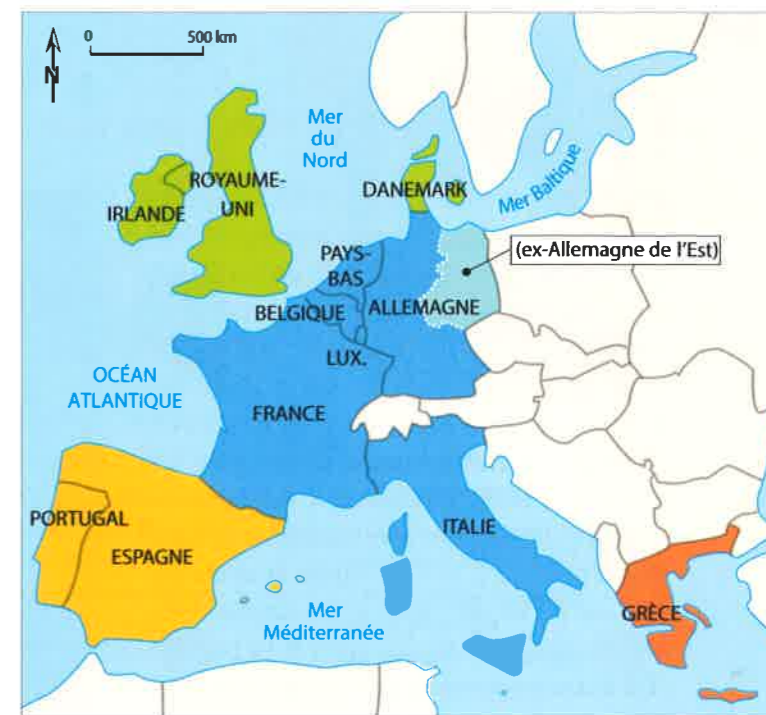 0 500 km
N
Mer
du
Nord
ROYAUME-
UNI
IRLANDE
DANEMARK
Mer Baltique
PAYS-
BAS
(ex-Allemagne de l'Est)
BELGIQUE
ALLEMAGNE
LUX.
OCÉAN
ATLANTIQUE
FRANCE
PORTUGAL
ESPAGNE
ITALIE
Mer
Méditerranée
GRÈCE